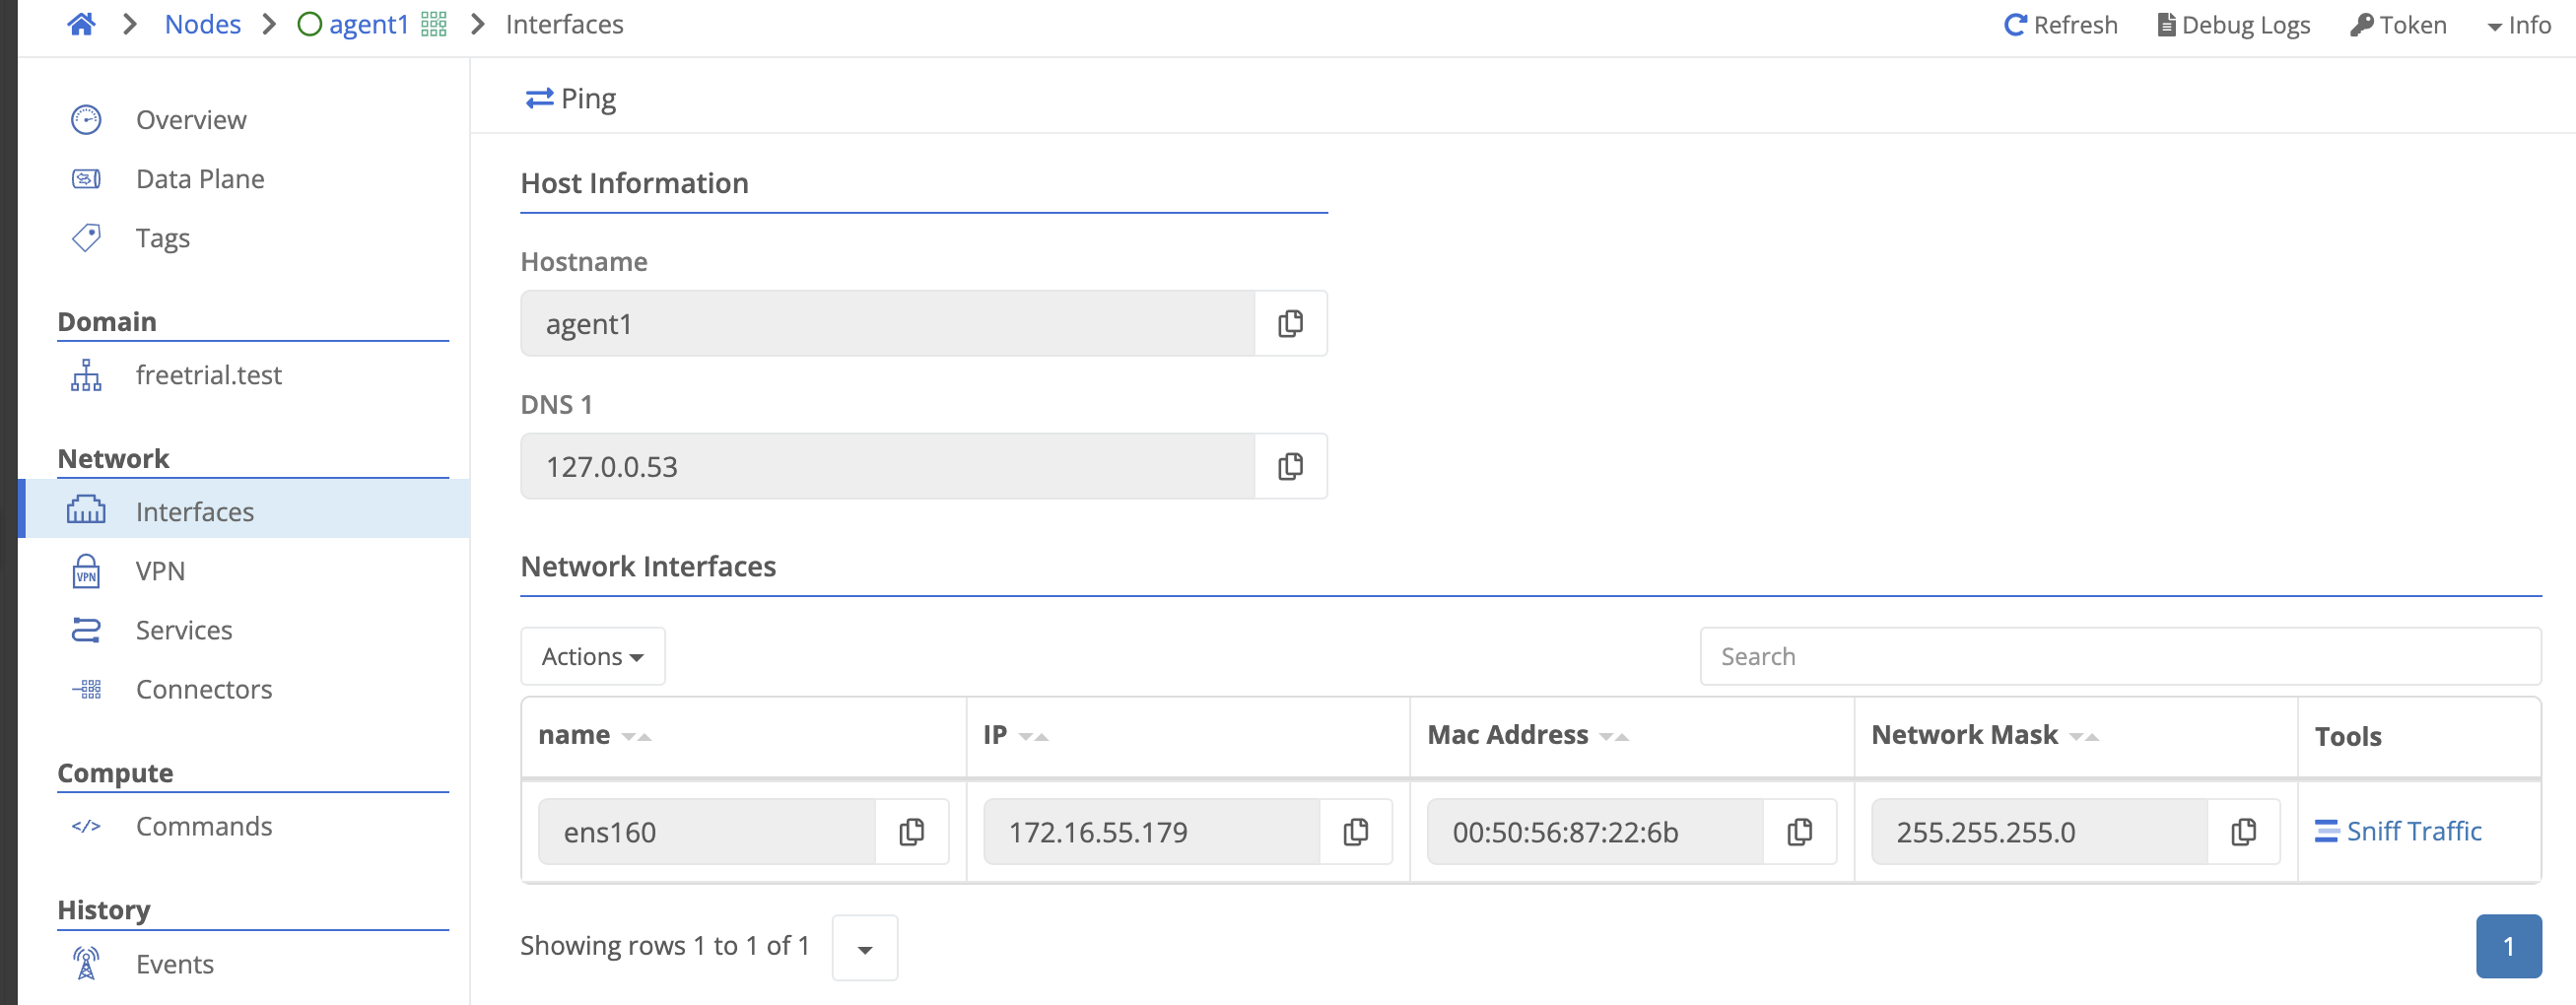 Nodes agent1 Interfaces Refresh Debug Logs Token Info
Ping
Overview
Data Plane
Tags
Domain
freetrial.test
Network
Interfaces
VPN
VPN
Services
Connectors
Compute
</> Commands
History
Events
Host Information
Hostname
agent1
DNS 1
127.0.0.53
Network Interfaces
Actions Search
name IP Mac Address Network Mask Tools
ens160 172.16.55.179 00:50:56:87:22:6b 255.255.255.0 Sniff Traffic
Showing rows 1 to 1 of 1 1